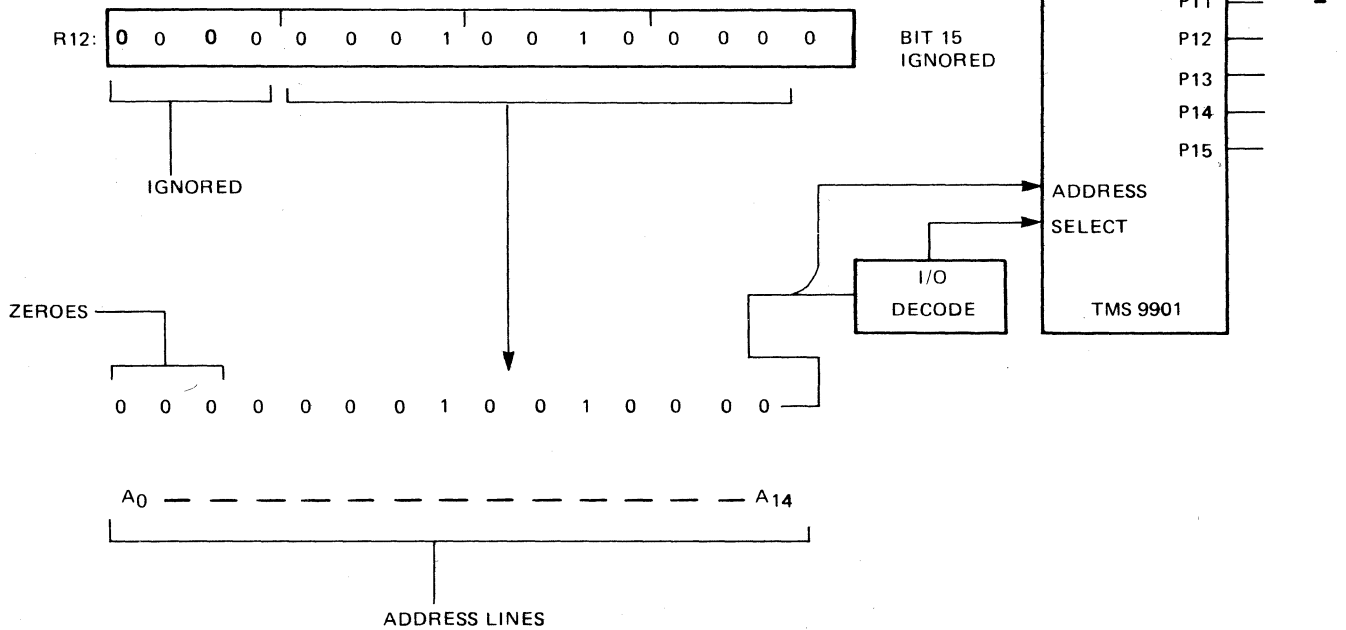 P11
R12: 0 0 0 0 0 0 0 1 0 0 1 0 0 0 0 0
BIT 15
IGNORED
P12
P13
P14
P15
IGNORED
ADDRESS
SELECT
I/O
DECODE
TMS 9901
ZEROES
0 0 0 0 0 0 0 1 0 0 1 0 0 0 0
A0 — — — — — — — — — — — — — A14
ADDRESS LINES